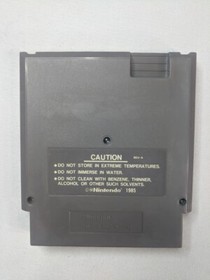 CAUTION
• DO NOT STORE IN EXTREME TEMPERATURES.
• DO NOT IMMERSE IN WATER.
• DO NOT CLEAN WITH BENZENE, THINNER,
ALCOHOL OR OTHER SUCH SOLVENTS.
Nintendo 1985